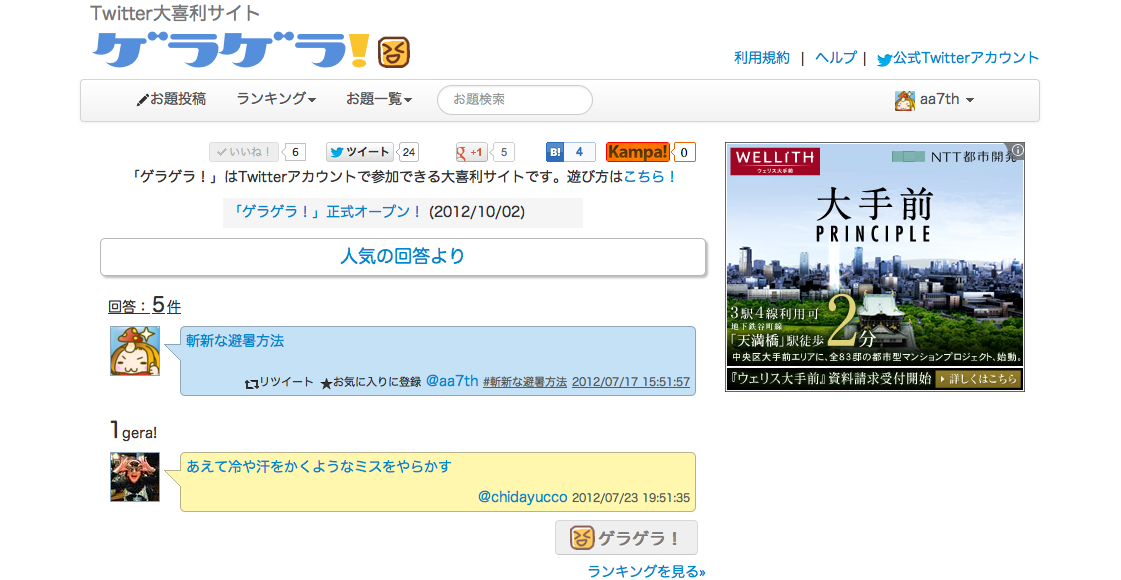 Twitter大喜利サイト
ゲラゲラ!
利用規約 | ヘルプ | 公式Twitterアカウント
お題投稿 ランキング お題一覧 お題検索 aa7th
いいね! 6 ツイート 24 g +1 5 B! 4 Kampa! 0
「ゲラゲラ！」はTwitterアカウントで参加できる大喜利サイトです。遊び方はこちら！
「ゲラゲラ！」正式オープン！ (2012/10/02)
人気の回答より
回答：5件
斬新な避暑方法
リツイート ★お気に入りに登録 @aa7th #斬新な避暑方法 2012/07/17 15:51:57
1gera!
あえて冷や汗をかくようなミスをやらかす
@chidayucco 2012/07/23 19:51:35
ゲラゲラ！
ランキングを見る»
WELLITH
ウェリス大手前
NTT都市開発
大手前
PRINCIPLE
3駅4線利用可
地下鉄谷町線
「天満橋」駅徒歩2分
中央区大手前エリアに、全83邸の都市型マンションプロジェクト、始動。
『ウェリス大手前』資料請求受付開始 詳しくはこちら